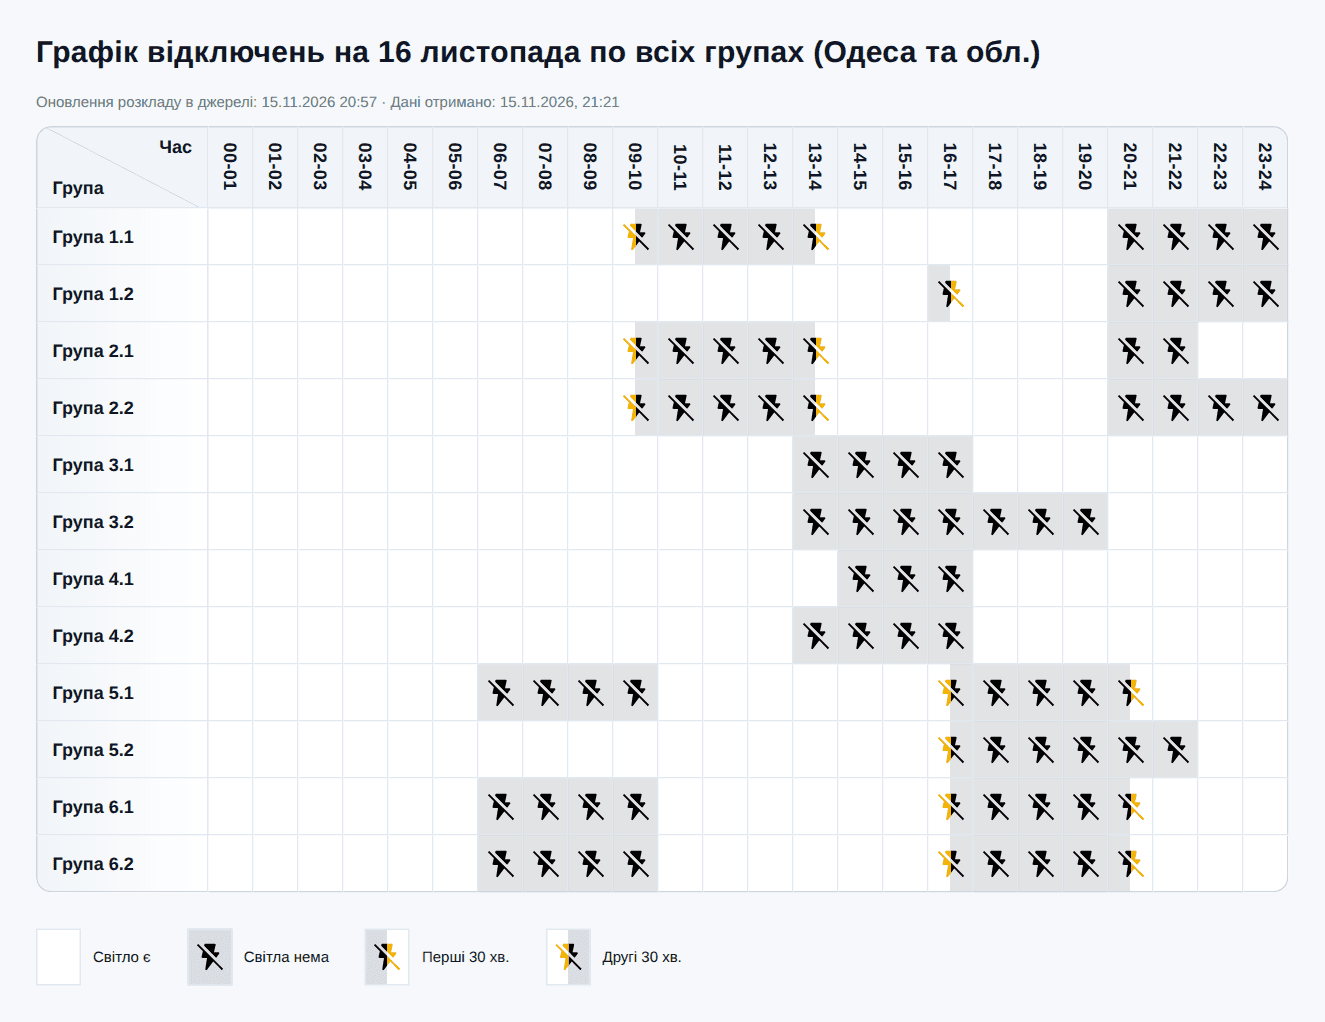 Графік відключень на 16 листопада по всіх групах (Одеса та обл.)
Оновлення розкладу в джерелі: 15.11.2026 20:57 · Дані отримано: 15.11.2026, 21:21
Час
Група
00-01
01-02
02-03
03-04
04-05
05-06
06-07
07-08
08-09
09-10
10-11
11-12
12-13
13-14
14-15
15-16
16-17
17-18
18-19
19-20
20-21
21-22
22-23
23-24
Група 1.1
Група 1.2
Група 2.1
Група 2.2
Група 3.1
Група 3.2
Група 4.1
Група 4.2
Група 5.1
Група 5.2
Група 6.1
Група 6.2
Світло є
Світла нема
Перші 30 хв.
Другі 30 хв.